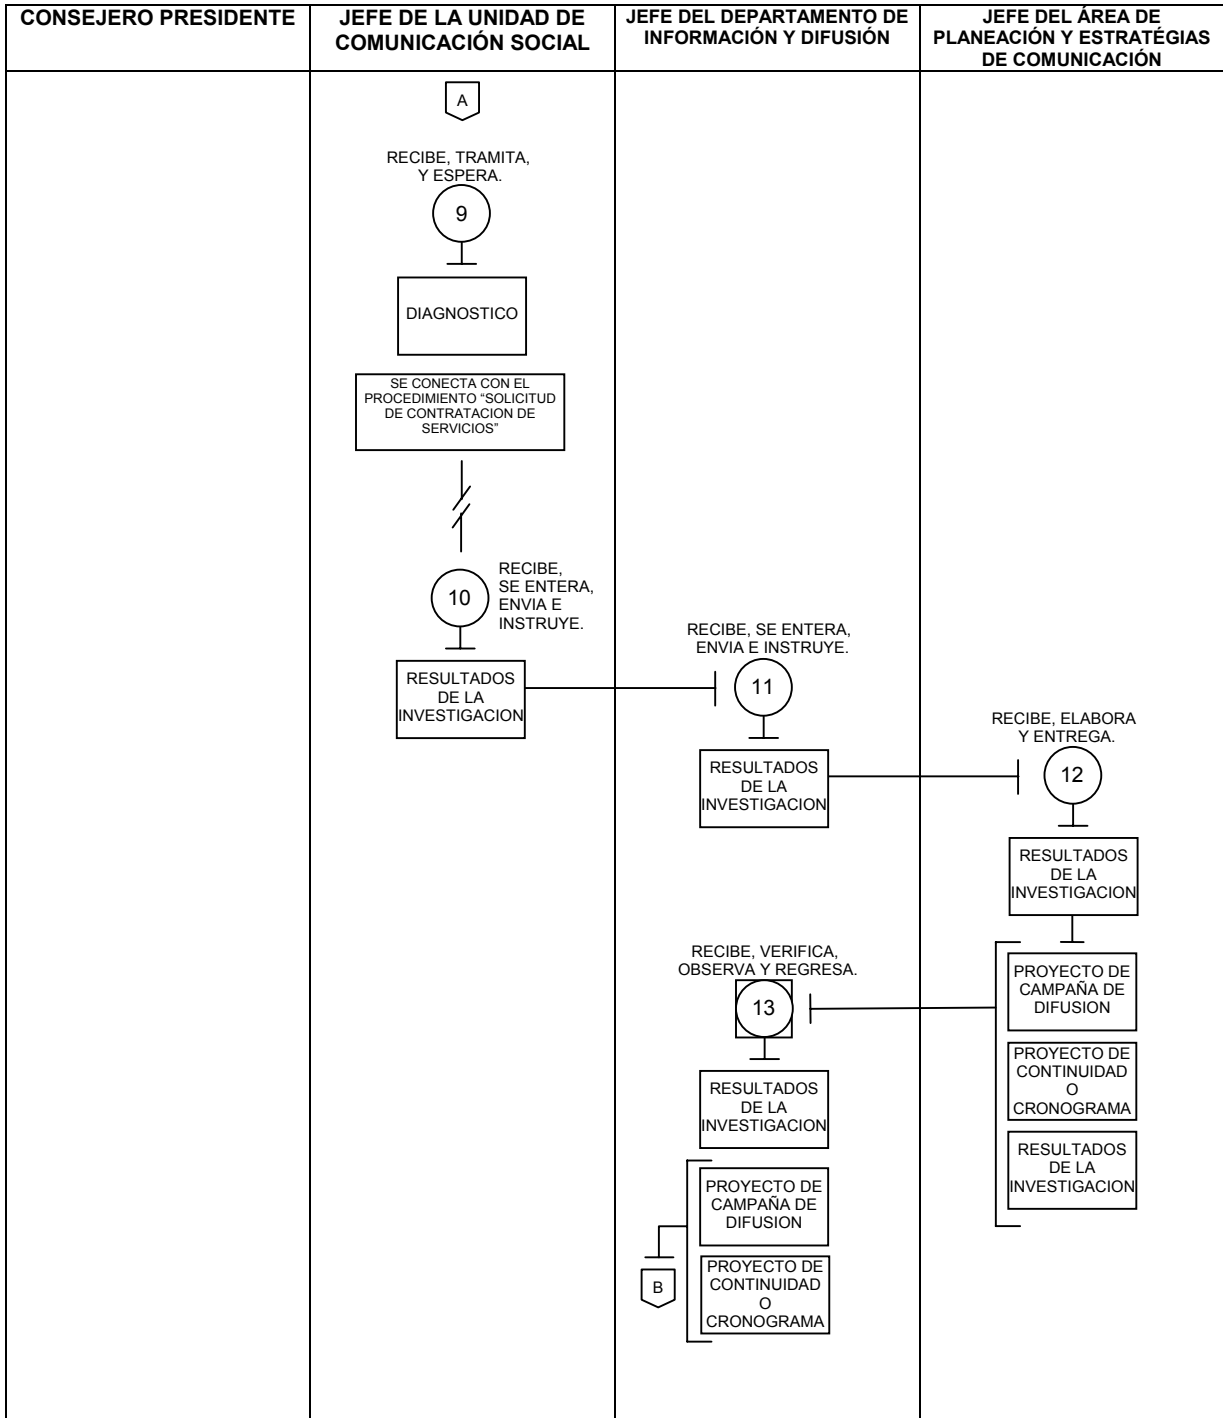 CONSEJERO PRESIDENTE
JEFE DE LA UNIDAD DE
COMUNICACIÓN SOCIAL
JEFE DEL DEPARTAMENTO DE
INFORMACIÓN Y DIFUSIÓN
JEFE DEL ÁREA DE
PLANEACIÓN Y ESTRATÉGIAS
DE COMUNICACIÓN
A
RECIBE, TRAMITA,
Y ESPERA.
9
DIAGNOSTICO
SE CONECTA CON EL
PROCEDIMIENTO “SOLICITUD
DE CONTRATACION DE
SERVICIOS”
10
RECIBE,
SE ENTERA,
ENVIA E
INSTRUYE.
RESULTADOS
DE LA
INVESTIGACION
RECIBE, SE ENTERA,
ENVIA E INSTRUYE.
11
RESULTADOS
DE LA
INVESTIGACION
RECIBE, ELABORA
Y ENTREGA.
12
RESULTADOS
DE LA
INVESTIGACION
PROYECTO DE
CAMPAÑA DE
DIFUSION
PROYECTO DE
CONTINUIDAD
O
CRONOGRAMA
RESULTADOS
DE LA
INVESTIGACION
RECIBE, VERIFICA,
OBSERVA Y REGRESA.
13
RESULTADOS
DE LA
INVESTIGACION
PROYECTO DE
CAMPAÑA DE
DIFUSION
PROYECTO DE
CONTINUIDAD
O
CRONOGRAMA
B